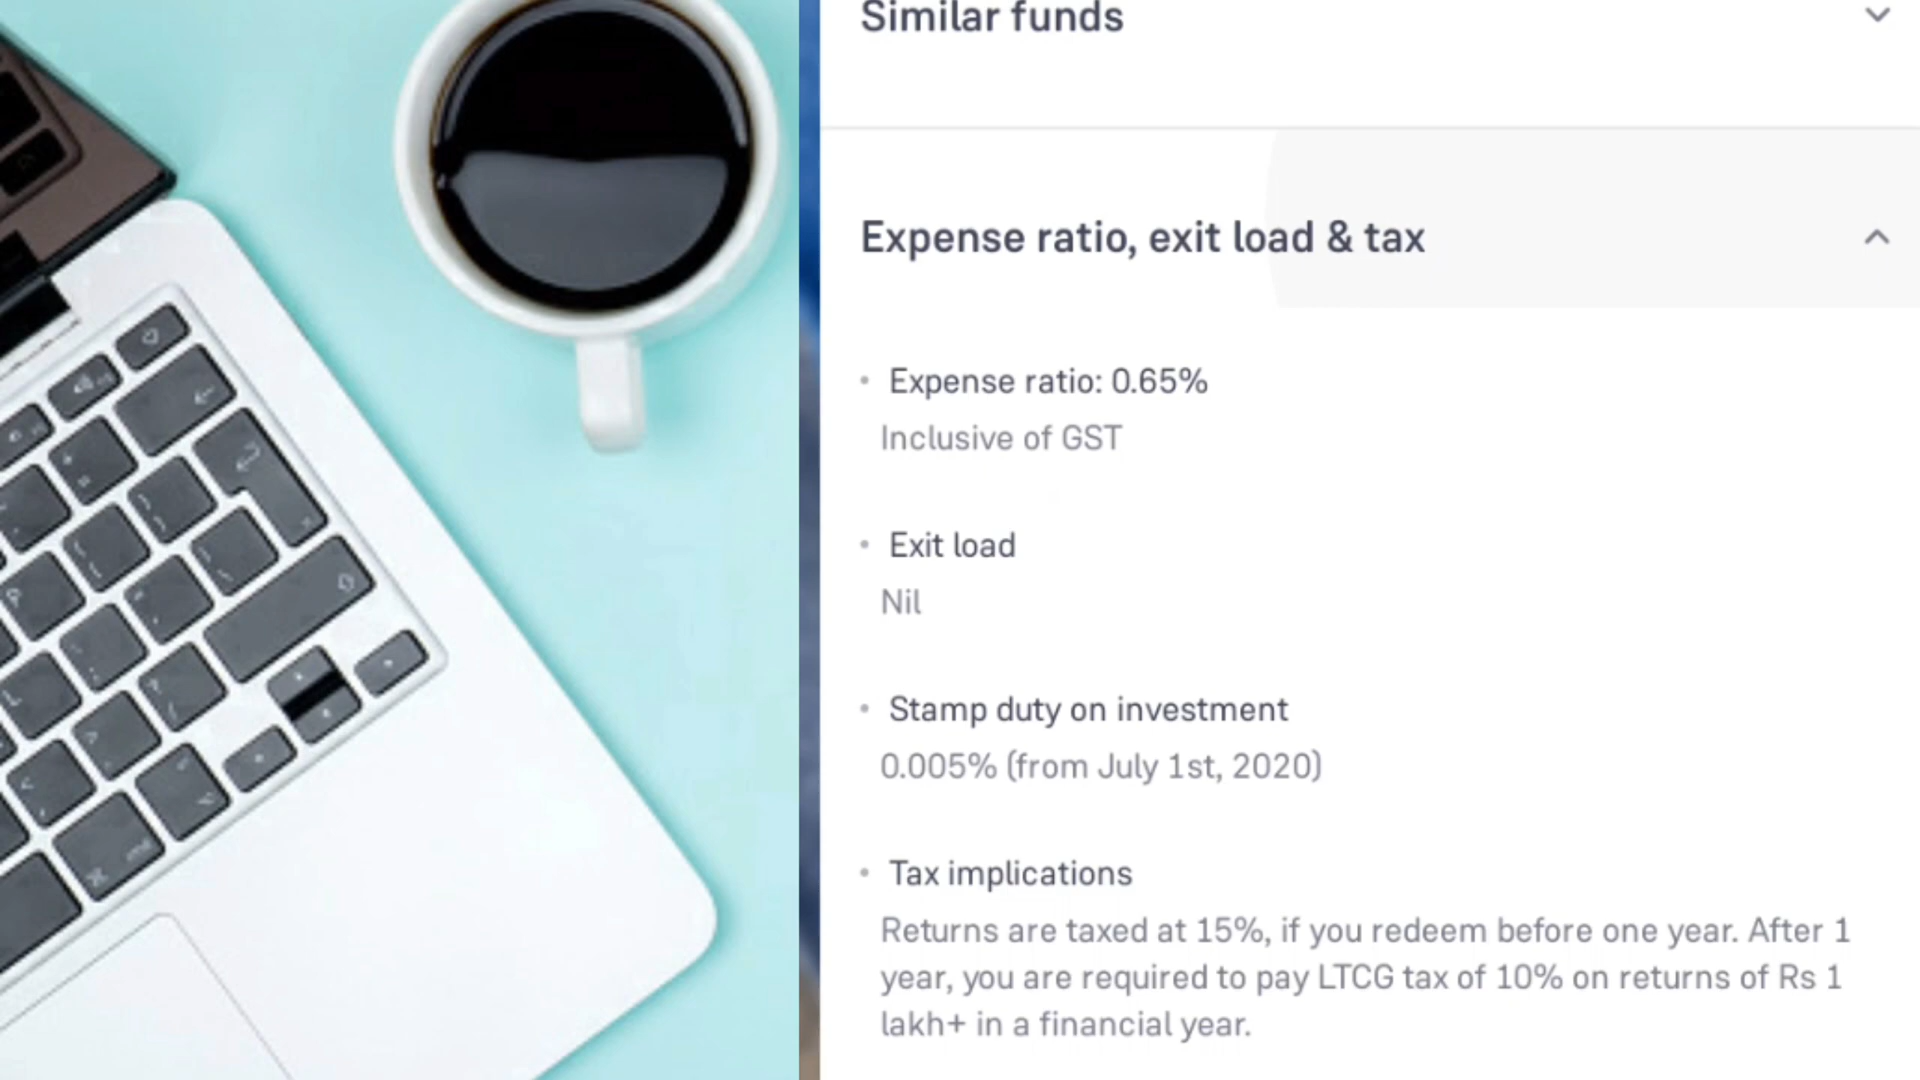 Similar funds
Expense ratio, exit load & tax
• Expense ratio: 0.65%
Inclusive of GST
• Exit load
Nil
• Stamp duty on investment
0.005% (from July 1st, 2020)
• Tax implications
Returns are taxed at 15%, if you redeem before one year. After 1
year, you are required to pay LTCG tax of 10% on returns of Rs 1
lakh+ in a financial year.